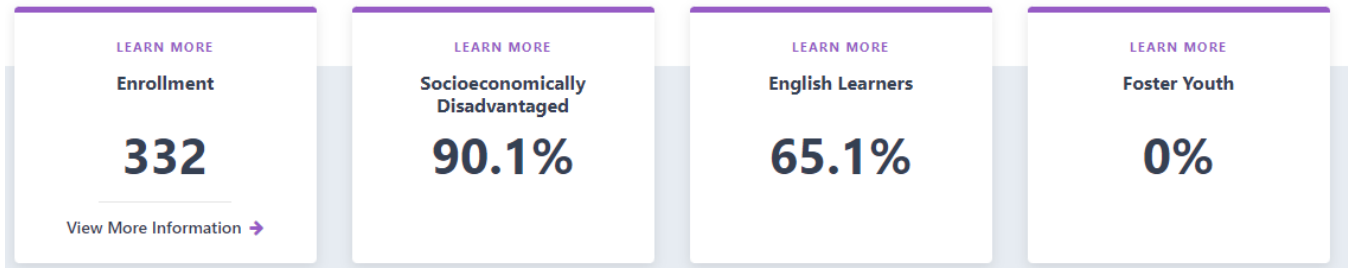 LEARN MORE
Enrollment
332
View More Information
LEARN MORE
Socioeconomically
Disadvantaged
90.1%
LEARN MORE
English Learners
65.1%
LEARN MORE
Foster Youth
0%